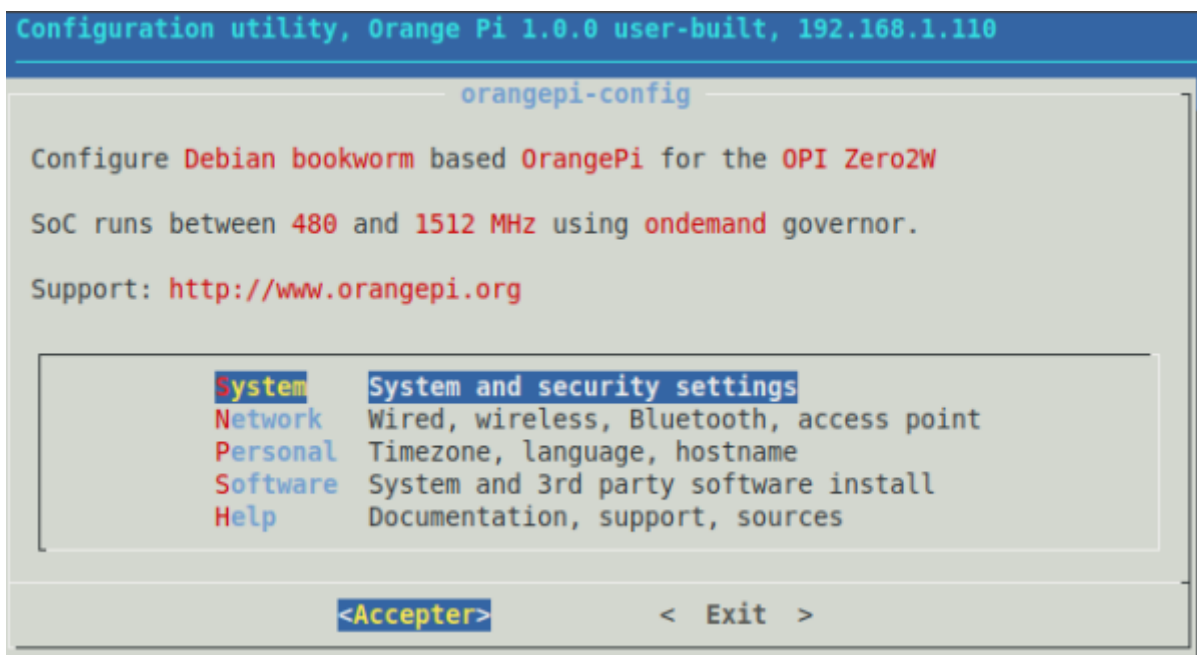 Configuration utility, Orange Pi 1.0.0 user-built, 192.168.1.110
orangepi-config
Configure Debian bookworm based OrangePi for the OPI Zero2W
SoC runs between 480 and 1512 MHz using ondemand governor.
Support: http://www.orangepi.org
System System and security settings
Network Wired, wireless, Bluetooth, access point
Personal Timezone, language, hostname
Software System and 3rd party software install
Help Documentation, support, sources
<Accepter> < Exit >